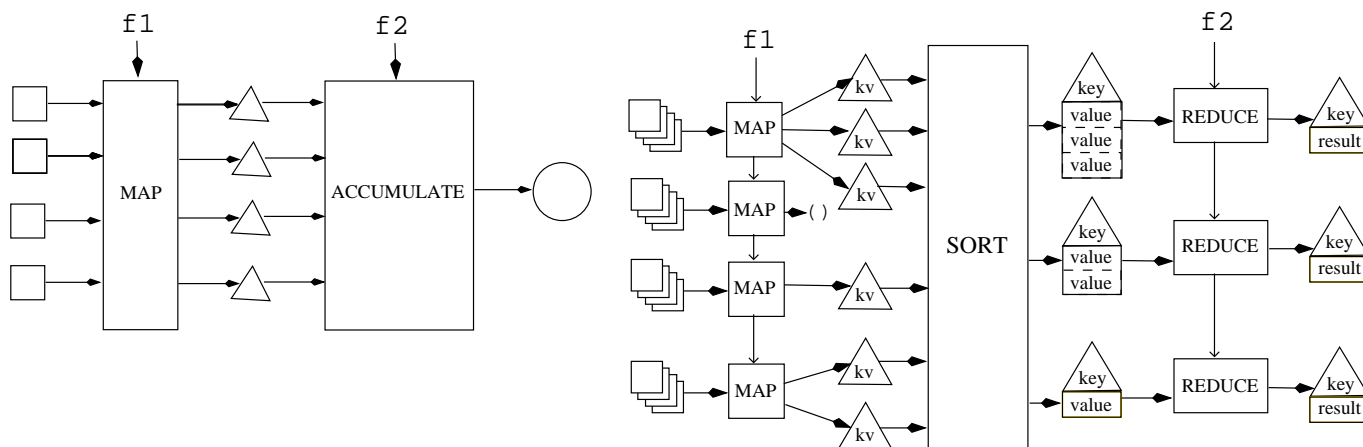 f1
f2
MAP
ACCUMULATE
f1
f2
MAP
kv
kv
kv
MAP
()
MAP
kv
MAP
kv
kv
SORT
key
value
value
value
REDUCE
key
result
key
value
value
REDUCE
key
result
key
value
REDUCE
key
result